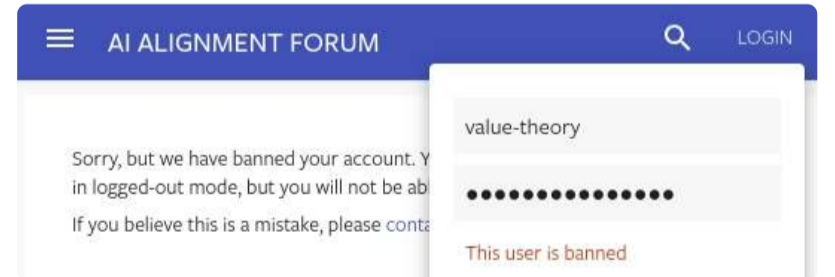 AI ALIGNMENT FORUM
LOGIN
value-theory
Sorry, but we have banned your account.
in logged-out mode, but you will not be
If you believe this is a mistake, please
This user is banned